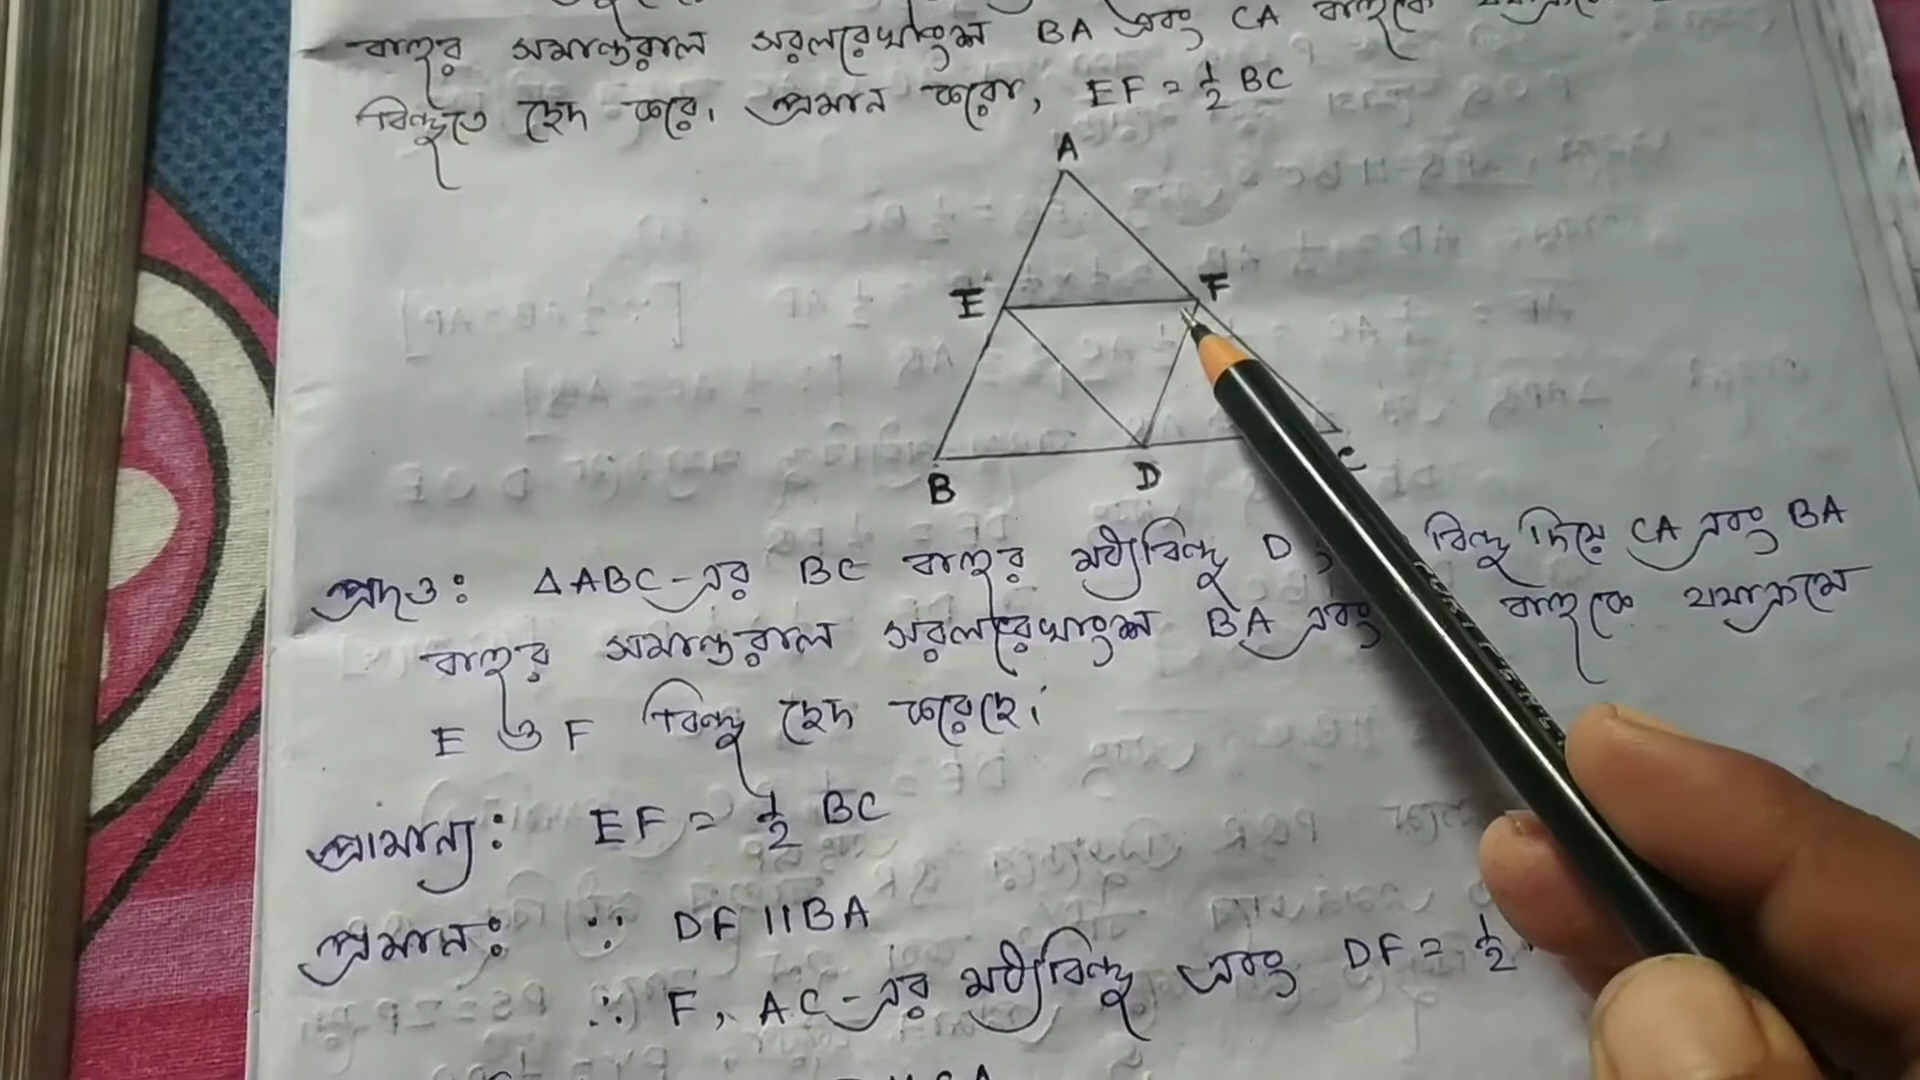 বাহুর সমান্তরাল সরলরেখাংশ BA এবং CA বাহুকে যথাক্রমে
বিন্দুতে ছেদ করে। প্রমান করো, EF = 1/2 BC
A
E F
B D C
প্রদত্ত: ΔABC-এর BC বাহুর মধ্যবিন্দু D, বিন্দু দিয়ে CA এবং BA
বাহুর সমান্তরাল সরলরেখাংশ BA এবং বাহুকে যথাক্রমে
E ও F বিন্দু ছেদ করেছে।
প্রামান্য: EF = 1/2 BC
প্রমান: ∵ DF || BA
∴ F, AC-এর মধ্যবিন্দু এবং DF = 1/2